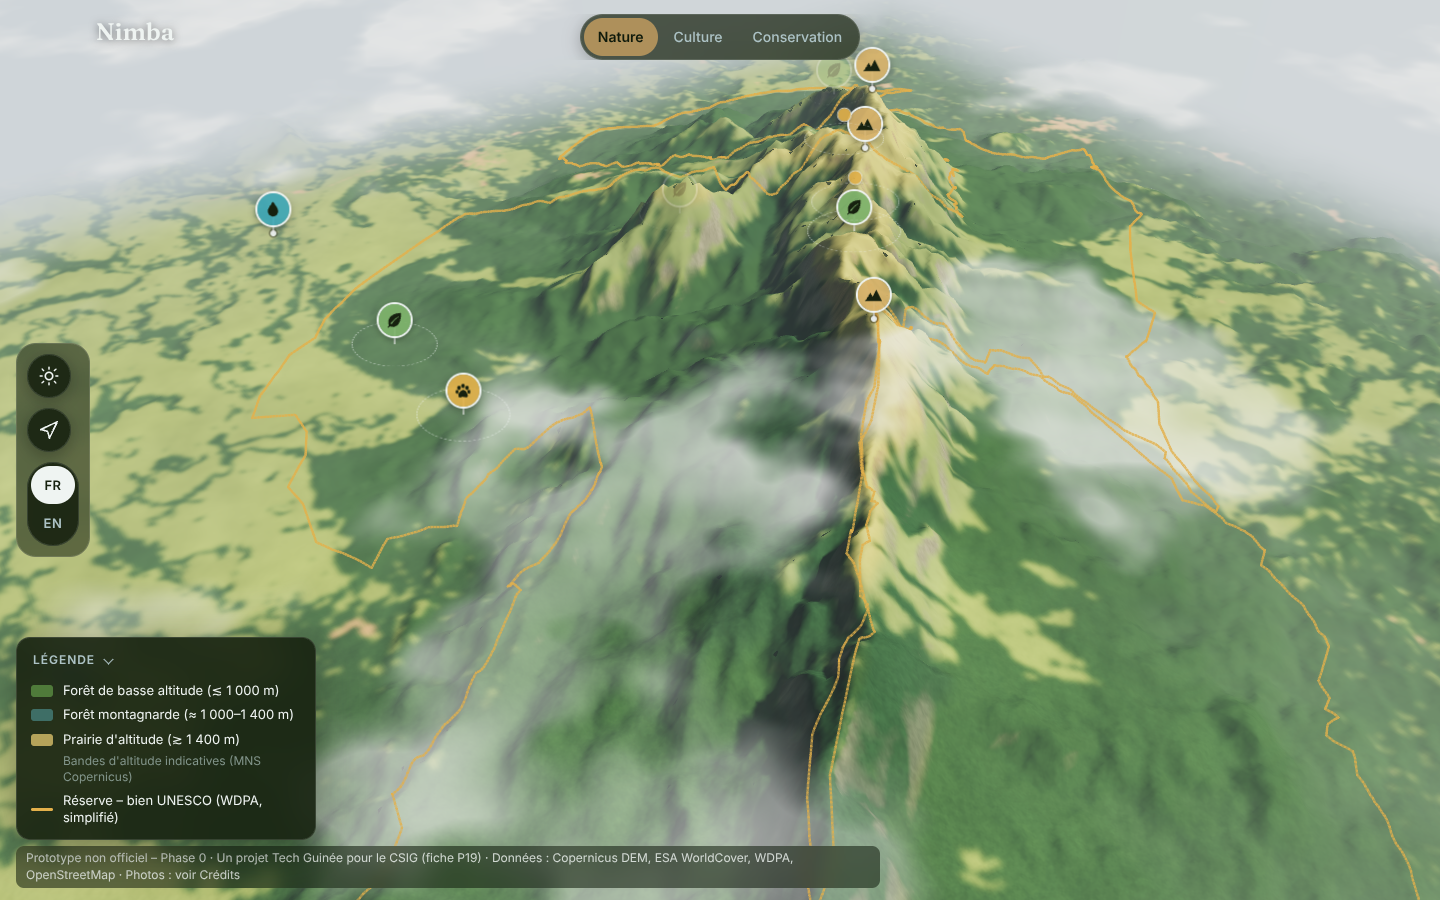 Nimba
Nature Culture Conservation
FR
EN
LÉGENDE
Forêt de basse altitude (≲ 1 000 m)
Forêt montagnarde (≈ 1 000–1 400 m)
Prairie d'altitude (≳ 1 400 m)
Bandes d'altitude indicatives (MNS
Copernicus)
Réserve – bien UNESCO (WDPA,
simplifié)
Prototype non officiel – Phase 0 · Un projet Tech Guinée pour le CSIG (fiche P19) · Données : Copernicus DEM, ESA WorldCover, WDPA,
OpenStreetMap · Photos : voir Crédits